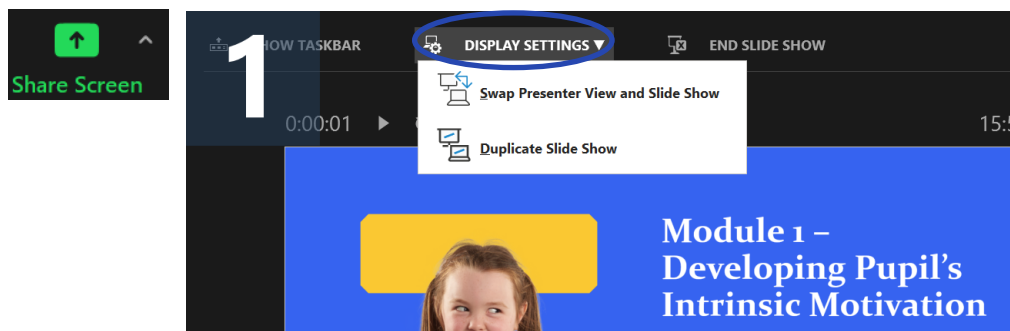 Share Screen
1
SHOW TASKBAR
DISPLAY SETTINGS ▼
END SLIDE SHOW
Swap Presenter View and Slide Show
Duplicate Slide Show
0:00:01
Module 1 –
Developing Pupil's
Intrinsic Motivation